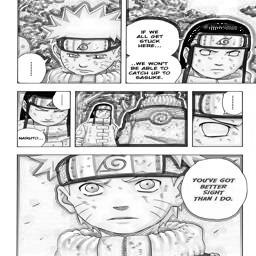 IF WE
ALL GET
STUCK
HERE...
...WE WON'T
BE ABLE TO
CATCH UP TO
SASUKE.
NARUTO...
YOU'VE GOT
BETTER
SIGHT
THAN I DO.